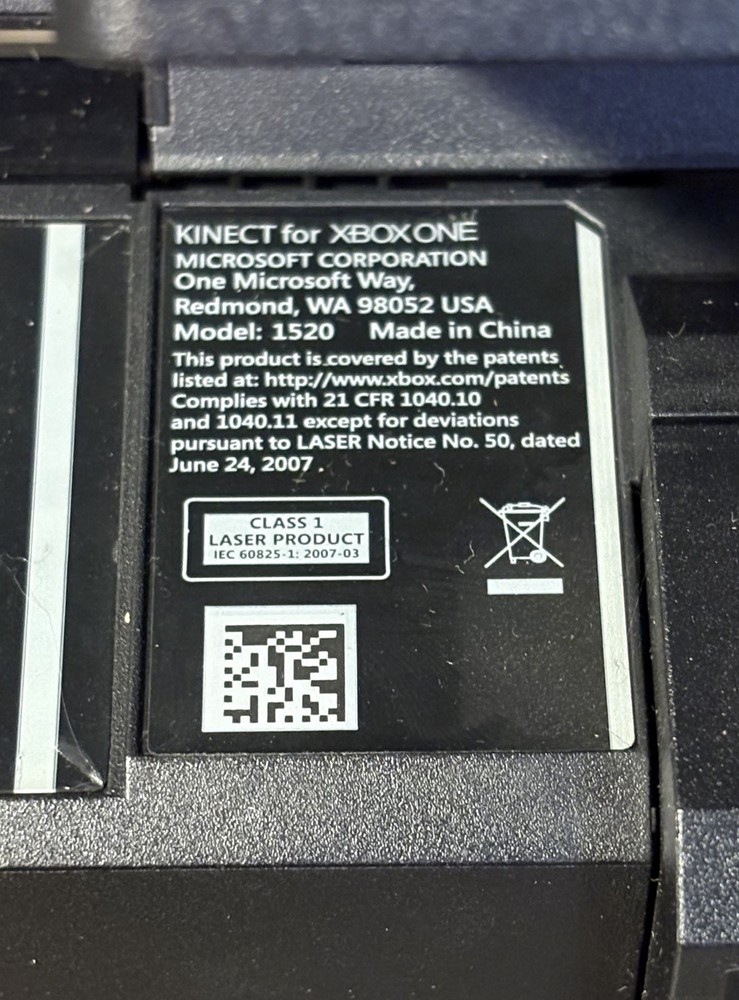 KINECT for XBOX ONE
MICROSOFT CORPORATION
One Microsoft Way,
Redmond, WA 98052 USA
Model: 1520 Made in China
This product is covered by the patents
listed at: http://www.xbox.com/patents
Complies with 21 CFR 1040.10
and 1040.11 except for deviations
pursuant to LASER Notice No. 50, dated
June 24, 2007.
CLASS 1
LASER PRODUCT
IEC 60825-1: 2007-03